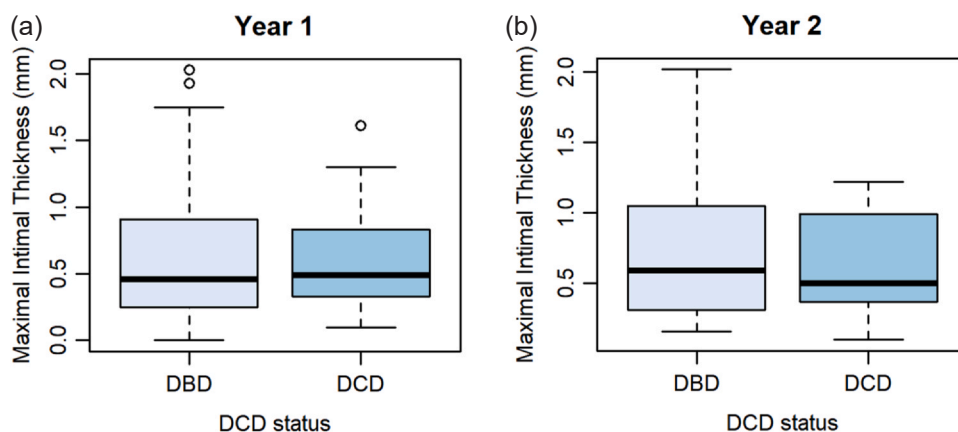 (a)
Year 1
Maximal Intimal Thickness (mm)
2.0
1.5
1.0
0.5
0.0
DBD
DCD
DCD status
(b)
Year 2
Maximal Intimal Thickness (mm)
2.0
1.5
1.0
0.5
DBD
DCD
DCD status